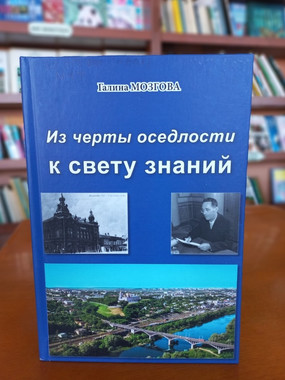 Галина МОЗГОВА
Из черты оседлости
к свету знаний